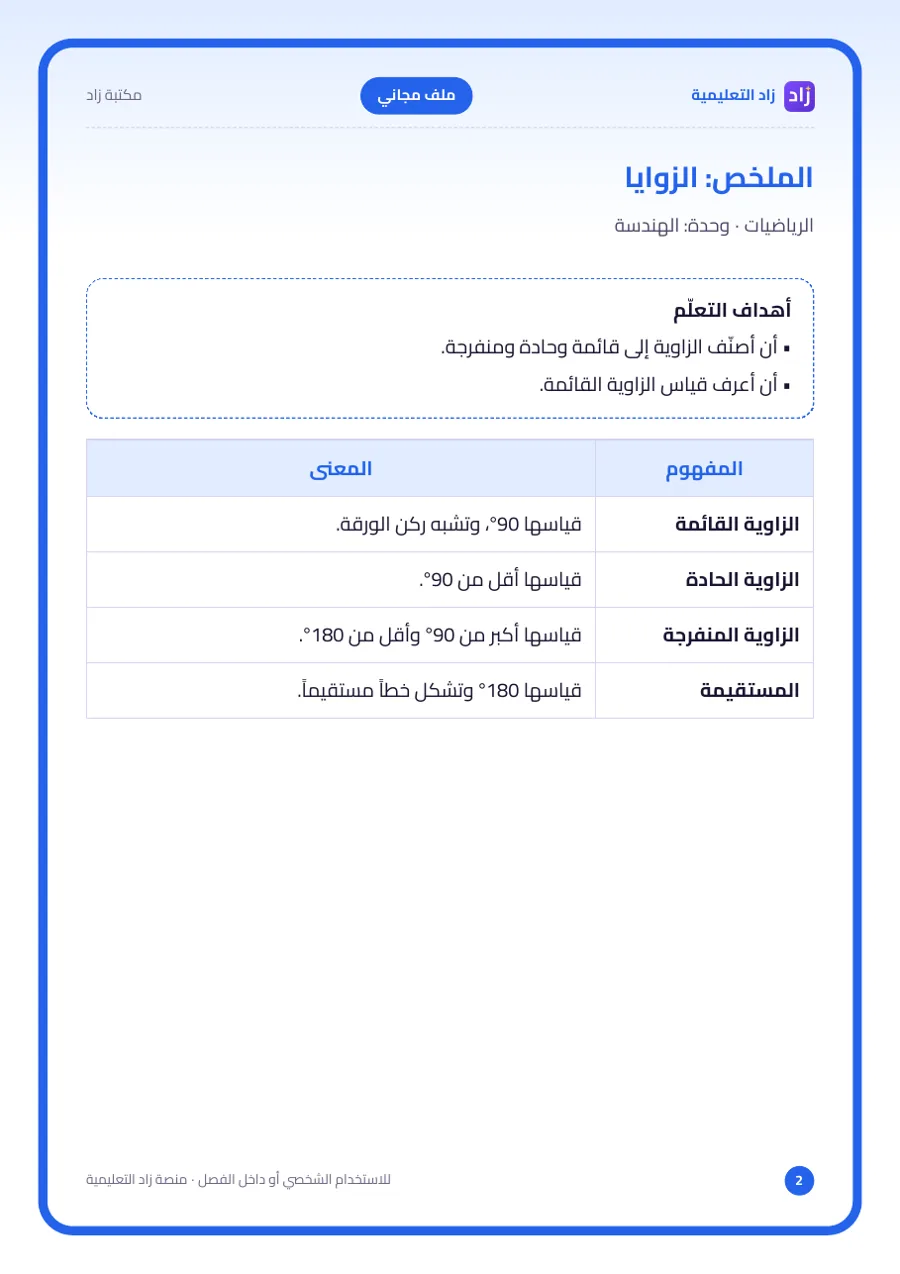 زاد
زاد التعليمية
ملف مجاني
مكتبة زاد
الملخص: الزوايا
الرياضيات · وحدة: الهندسة
أهداف التعلّم
▪ أن أصنّف الزاوية إلى قائمة وحادة ومنفرجة.
▪ أن أعرف قياس الزاوية القائمة.
المفهوم المعنى
الزاوية القائمة قياسها 90°، وتشبه ركن الورقة.
الزاوية الحادة قياسها أقل من 90°.
الزاوية المنفرجة قياسها أكبر من 90° وأقل من 180°.
المستقيمة قياسها 180° وتشكل خطاً مستقيماً.
2
للاستخدام الشخصي أو داخل الفصل · منصة زاد التعليمية